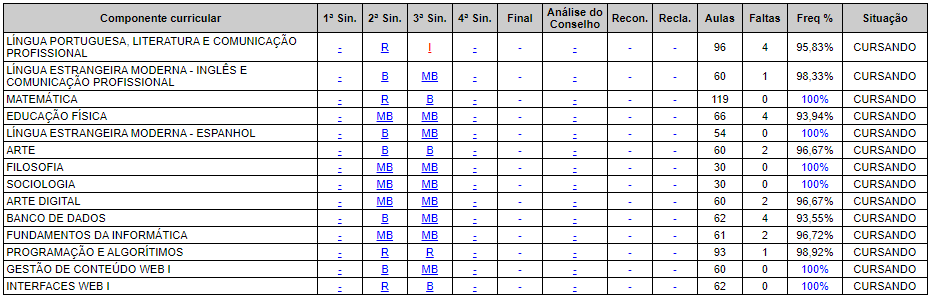 Componente curricular 1ª Sin. 2ª Sin. 3ª Sin. 4ª Sin. Final Análise do Conselho Recon. Recla. Aulas Faltas Freq % Situação
LÍNGUA PORTUGUESA, LITERATURA E COMUNICAÇÃO PROFISSIONAL - R I - - - - - 96 4 95,83% CURSANDO
LÍNGUA ESTRANGEIRA MODERNA - INGLÊS E COMUNICAÇÃO PROFISSIONAL - B MB - - - - - 60 1 98,33% CURSANDO
MATEMÁTICA - R B - - - - - 119 0 100% CURSANDO
EDUCAÇÃO FÍSICA - MB MB - - - - - 66 4 93,94% CURSANDO
LÍNGUA ESTRANGEIRA MODERNA - ESPANHOL - B MB - - - - - 54 0 100% CURSANDO
ARTE - B B - - - - - 60 2 96,67% CURSANDO
FILOSOFIA - MB MB - - - - - 30 0 100% CURSANDO
SOCIOLOGIA - MB MB - - - - - 30 0 100% CURSANDO
ARTE DIGITAL - MB MB - - - - - 60 2 96,67% CURSANDO
BANCO DE DADOS - B MB - - - - - 62 4 93,55% CURSANDO
FUNDAMENTOS DA INFORMÁTICA - MB MB - - - - - 61 2 96,72% CURSANDO
PROGRAMAÇÃO E ALGORÍTIMOS - R R - - - - - 93 1 98,92% CURSANDO
GESTÃO DE CONTEÚDO WEB I - B MB - - - - - 60 0 100% CURSANDO
INTERFACES WEB I - R B - - - - - 62 0 100% CURSANDO